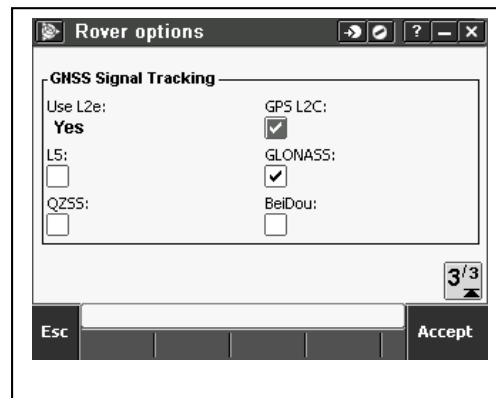 Rover options
? – X
GNSS Signal Tracking
Use L2e: GPS L2C:
Yes
L5: GLONASS:
QZSS: BeiDou:
3/3
Esc Accept